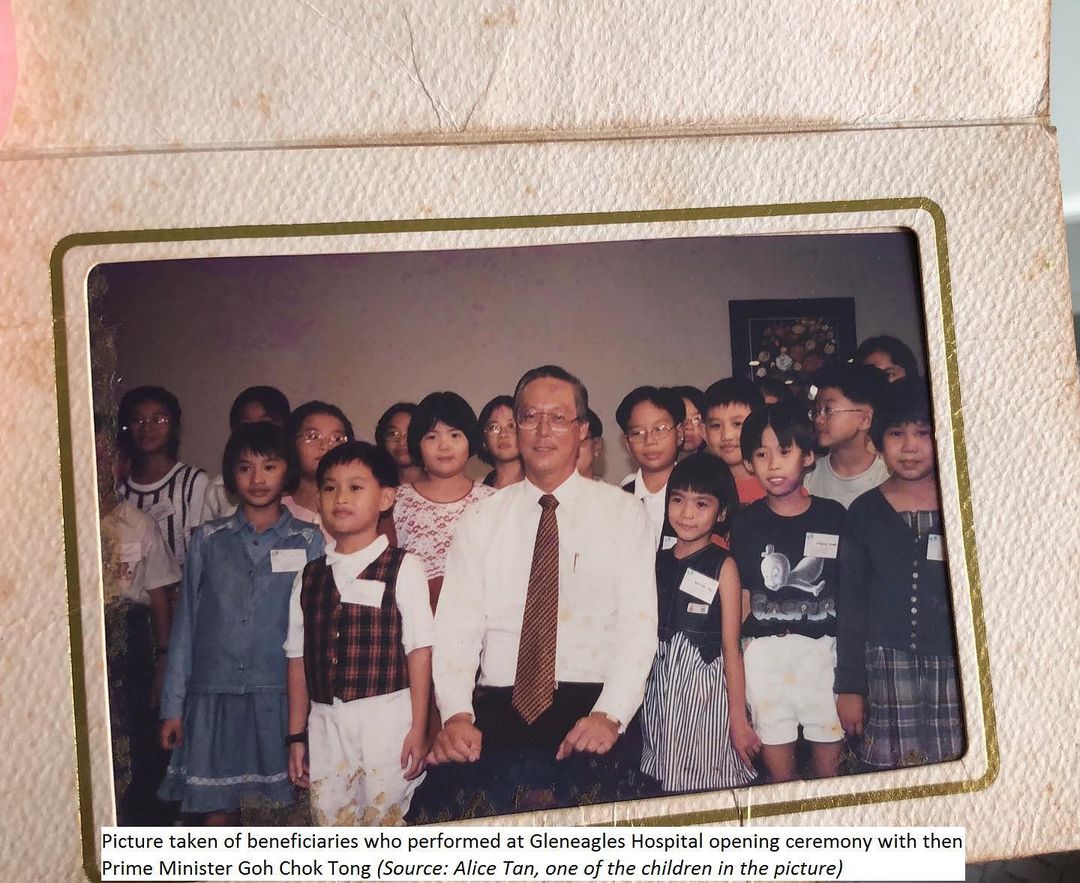 CASPER
Picture taken of beneficiaries who performed at Gleneagles Hospital opening ceremony with then
Prime Minister Goh Chok Tong (Source: Alice Tan, one of the children in the picture)